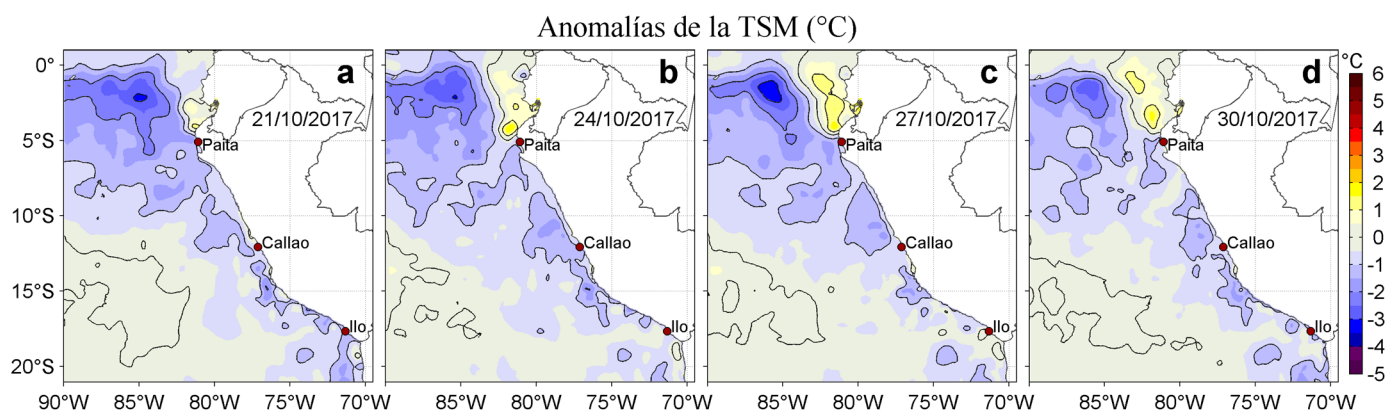 Anomalías de la TSM (°C)
a
b
c
d
°C
0°
5°S
10°S
15°S
20°S
21/10/2017
24/10/2017
27/10/2017
30/10/2017
Paita
Paita
Paita
Paita
Callao
Callao
Callao
Callao
Ilo
Ilo
Ilo
Ilo
90°W 85°W 80°W 75°W 70°W
85°W 80°W 75°W 70°W
85°W 80°W 75°W 70°W
85°W 80°W 75°W 70°W
6
5
4
3
2
1
0
-1
-2
-3
-4
-5